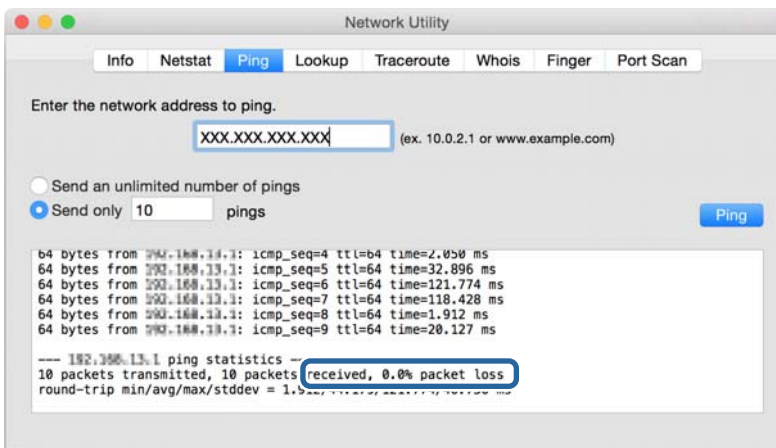 Network Utility
Info Netstat Ping Lookup Traceroute Whois Finger Port Scan
Enter the network address to ping.
XXX.XXX.XXX.XXX (ex. 10.0.2.1 or www.example.com)
Send an unlimited number of pings
Send only 10 pings
Ping
64 bytes from : icmp_seq=4 ttl=64 time=2.050 ms
64 bytes from : icmp_seq=5 ttl=64 time=32.896 ms
64 bytes from : icmp_seq=6 ttl=64 time=121.774 ms
64 bytes from : icmp_seq=7 ttl=64 time=118.428 ms
64 bytes from : icmp_seq=8 ttl=64 time=1.912 ms
64 bytes from : icmp_seq=9 ttl=64 time=20.127 ms
--- ping statistics --
10 packets transmitted, 10 packets received, 0.0% packet loss
round-trip min/avg/max/stddev = ms